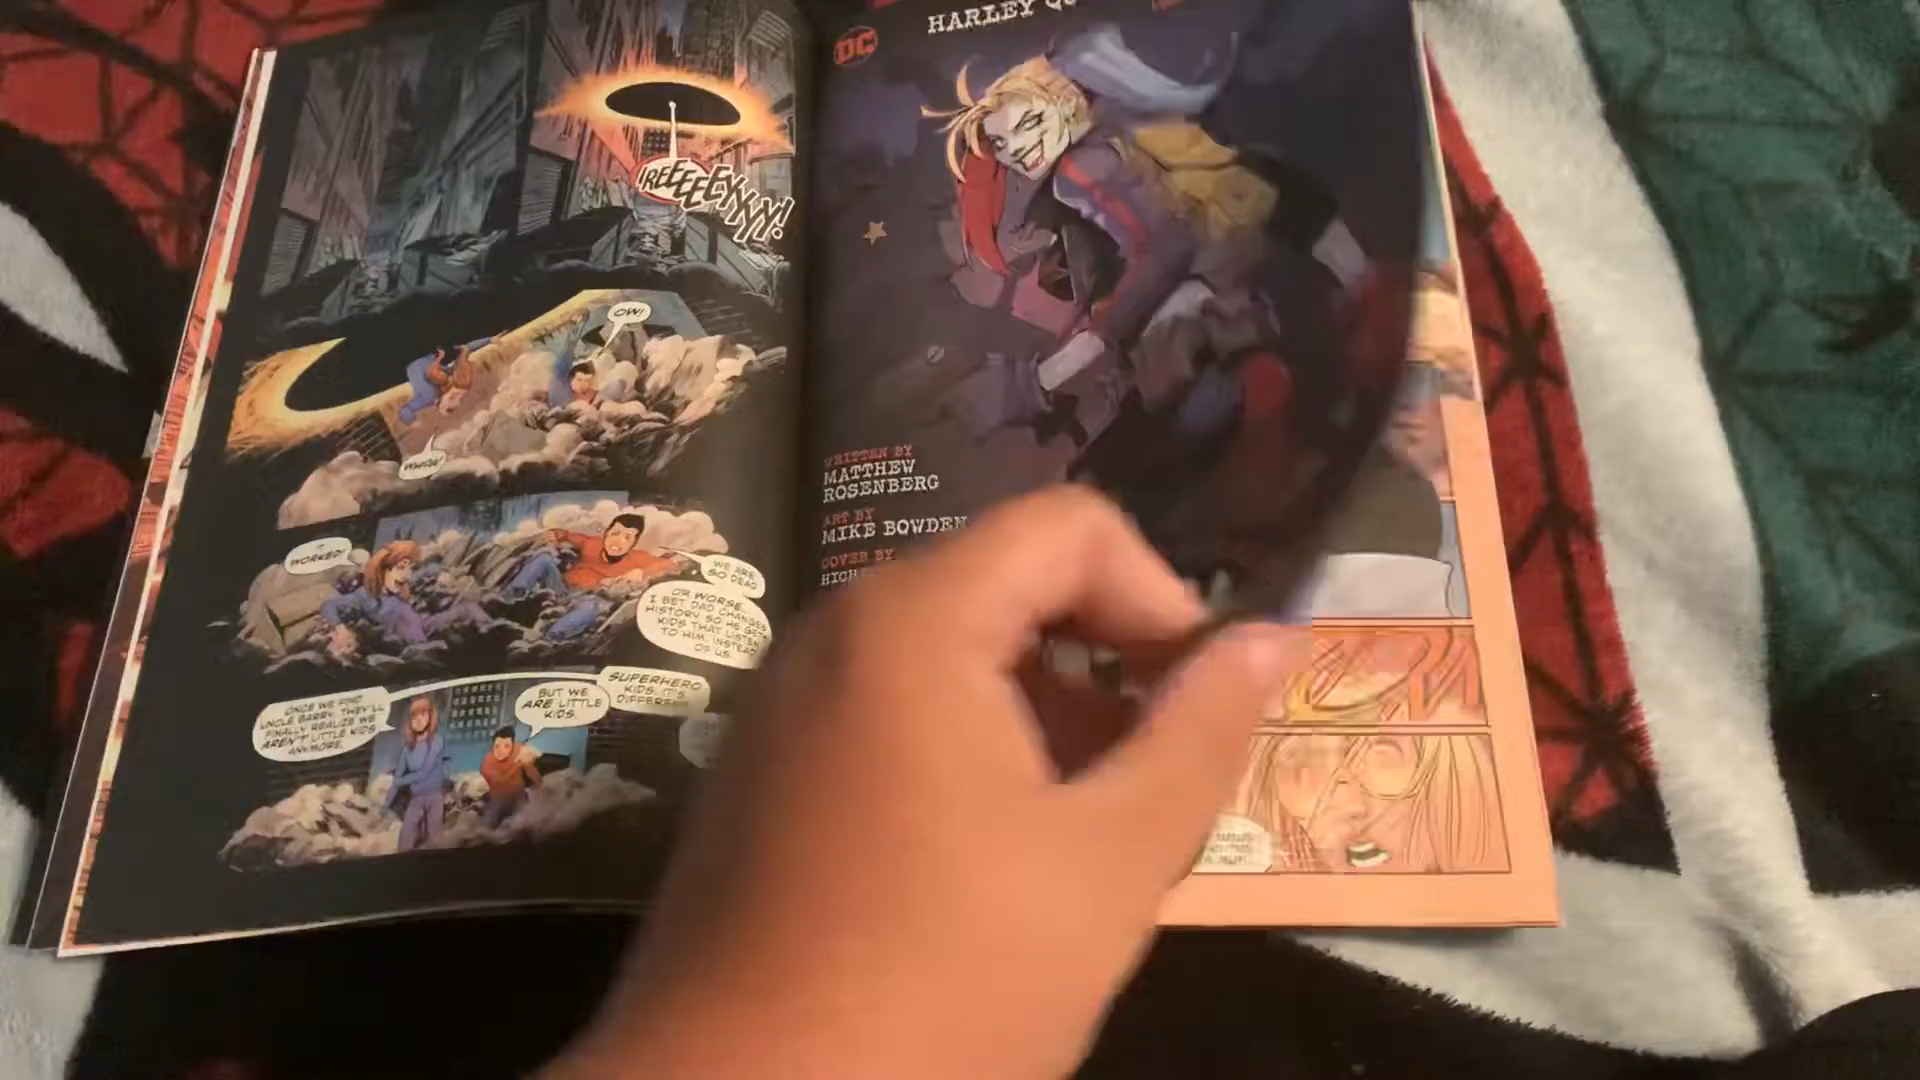 IREEEEEYYYY!
OW!
WHOA!
IT
WORKED!
WE ARE
SO DEAD.
OR WORSE...
I BET DAD CHANGES
HISTORY SO HE GETS
KIDS THAT LISTEN
TO HIM, INSTEAD
OF US.
ONCE WE FIND
UNCLE BARRY, THEY'LL
FINALLY REALIZE WE
AREN'T LITTLE KIDS
ANYMORE.
BUT WE
ARE LITTLE
KIDS.
SUPERHERO
KIDS. IT'S
DC
HARLEY
WRITTEN BY
MATTHEW
ROSENBERG
ART BY
MIKE BOWDEN
COVER BY